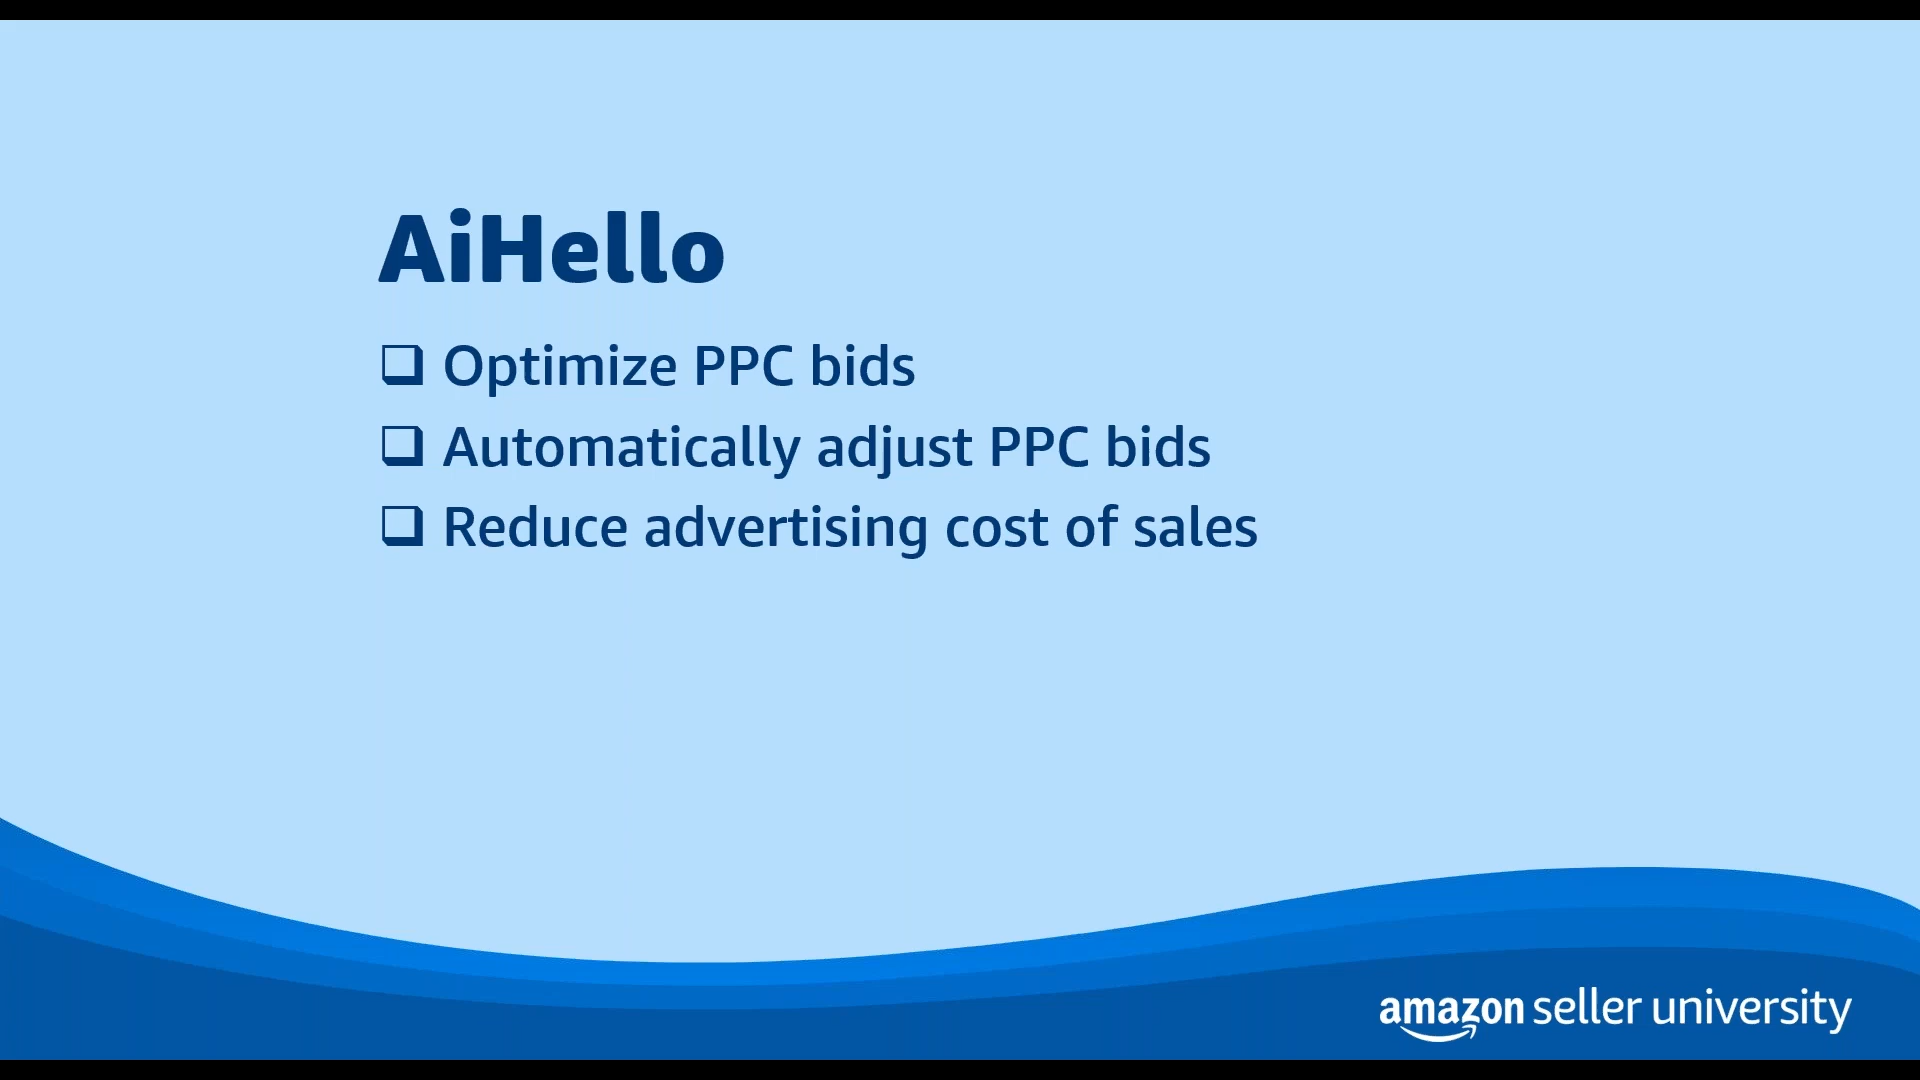 AiHello
❑ Optimize PPC bids
❑ Automatically adjust PPC bids
❑ Reduce advertising cost of sales
amazon seller university